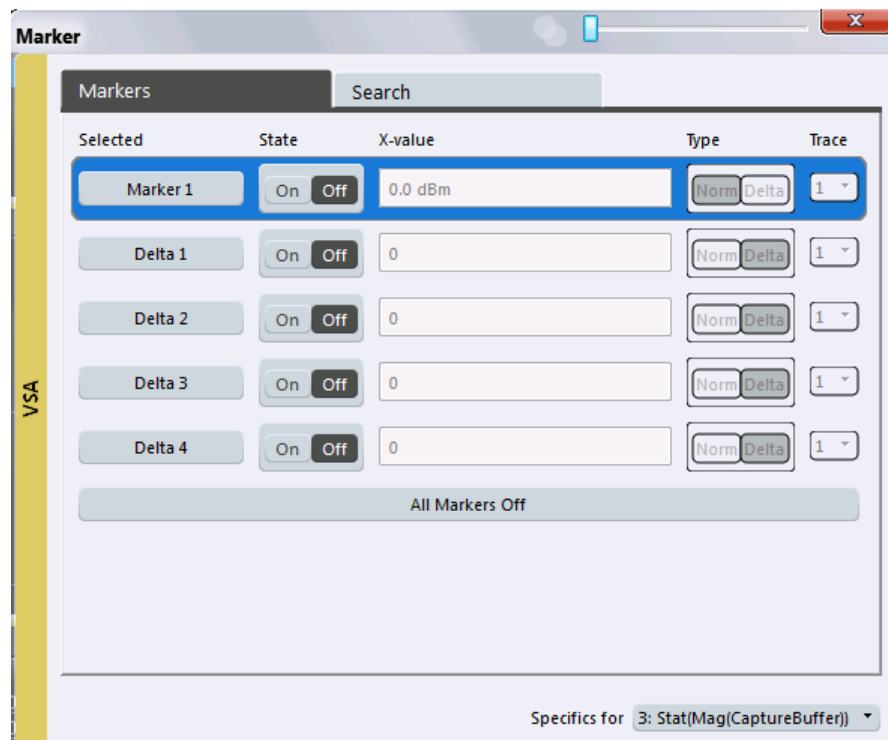 Marker
VSA
Markers Search
Selected State X-value Type Trace
Marker 1 On Off 0.0 dBm Norm Delta 1
Delta 1 On Off 0 Norm Delta 1
Delta 2 On Off 0 Norm Delta 1
Delta 3 On Off 0 Norm Delta 1
Delta 4 On Off 0 Norm Delta 1
All Markers Off
Specifics for 3: Stat(Mag(CaptureBuffer))